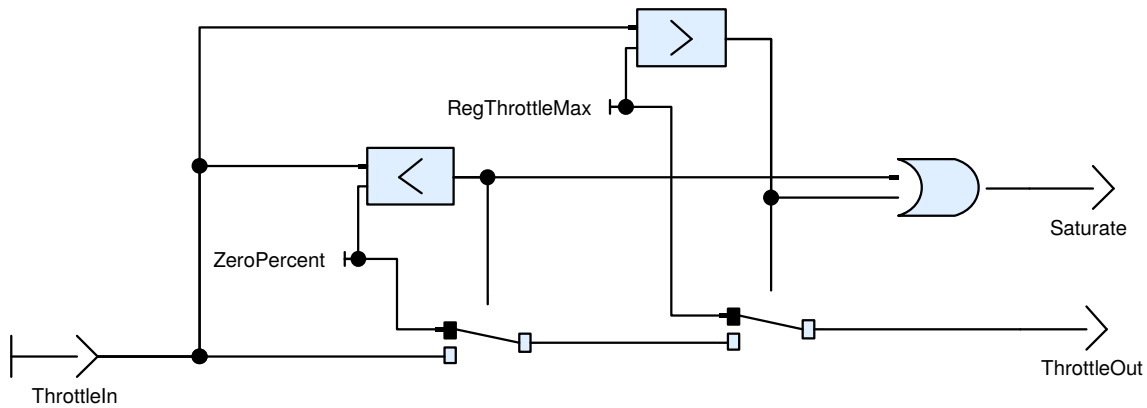 RegThrottleMax
Saturate
ZeroPercent
ThrottleOut
ThrottleIn